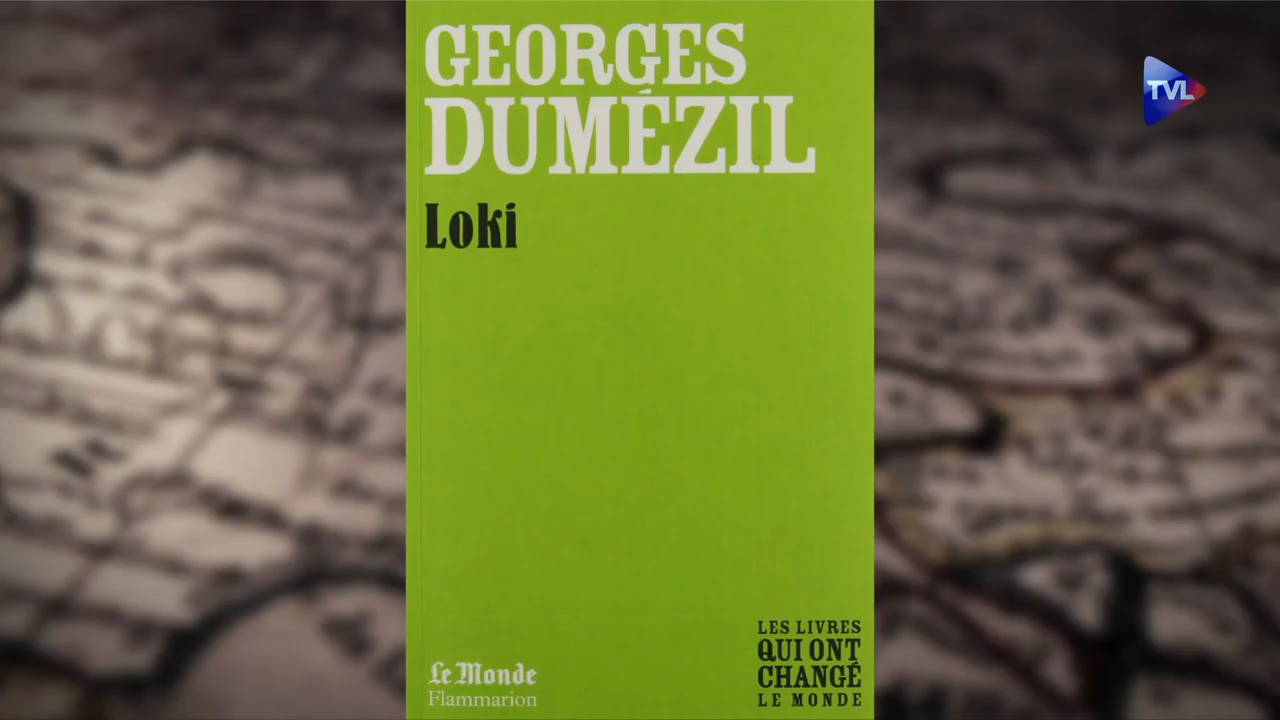 GEORGES
DUMÉZIL
Loki
TVL
Le Monde
Flammarion
LES LIVRES
QUI ONT
CHANGÉ
LE MONDE